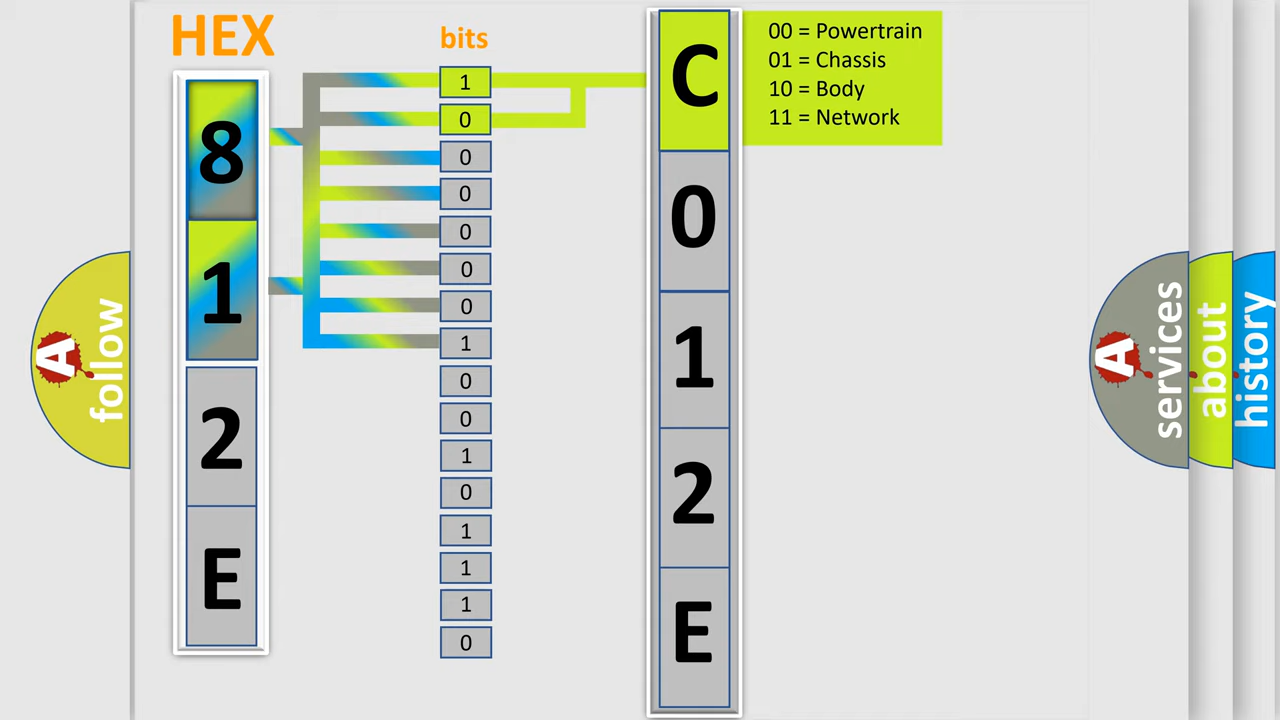 HEX
bits
8
1
2
E
1
0
0
0
0
0
0
1
0
0
1
0
1
1
1
0
C
0
1
2
E
00 = Powertrain
01 = Chassis
10 = Body
11 = Network
A
follow
A
services
about
history